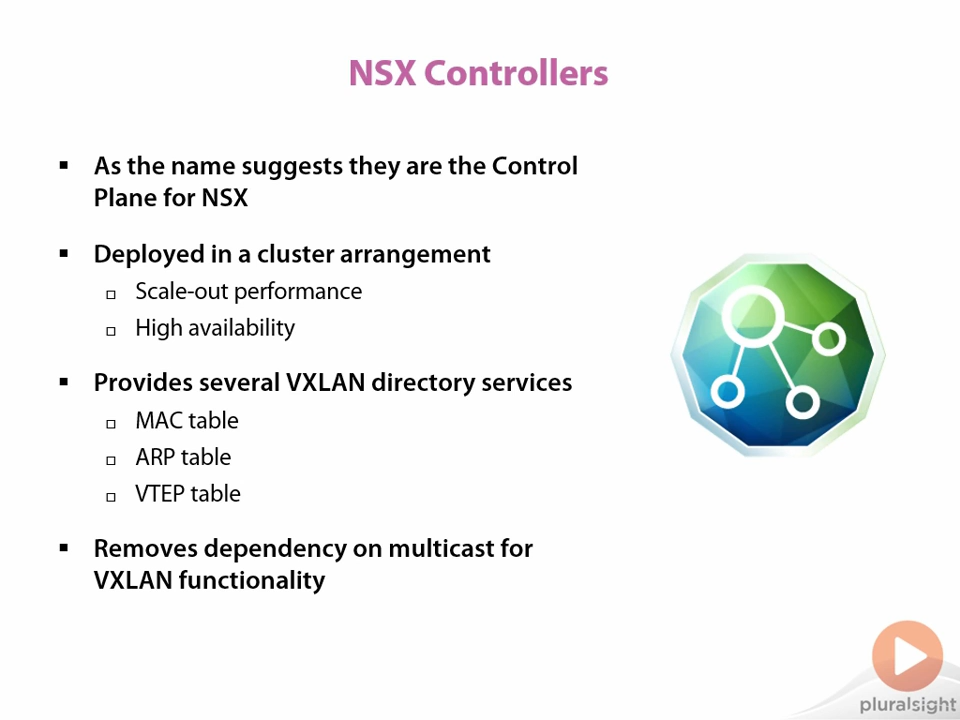 NSX Controllers
▪ As the name suggests they are the Control
Plane for NSX
▪ Deployed in a cluster arrangement
▫ Scale-out performance
▫ High availability
▪ Provides several VXLAN directory services
▫ MAC table
▫ ARP table
▫ VTEP table
▪ Removes dependency on multicast for
VXLAN functionality
pluralsight